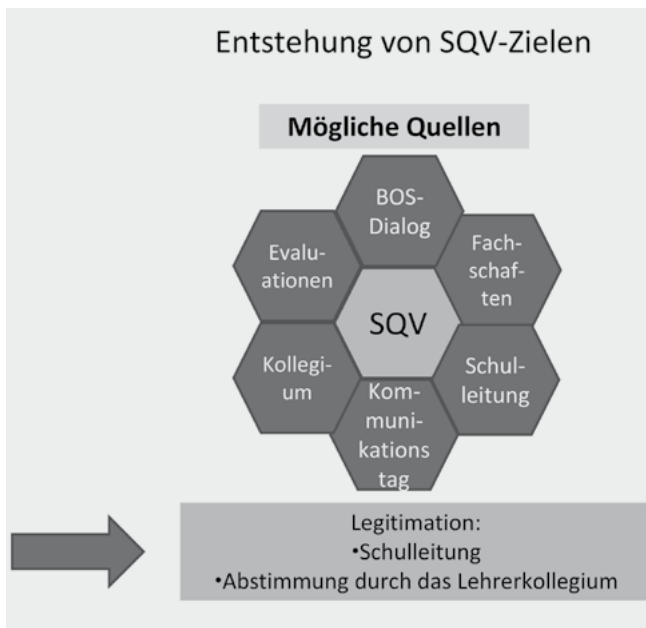 Entstehung von SQV-Zielen
Mögliche Quellen
BOS-
Dialog
Evalu-
ationen
Fach-
schaf-
ten
SQV
Kollegi-
um
Schul-
leitung
Kom-
muni-
kations
tag
Legitimation:
•Schulleitung
•Abstimmung durch das Lehrerkollegium